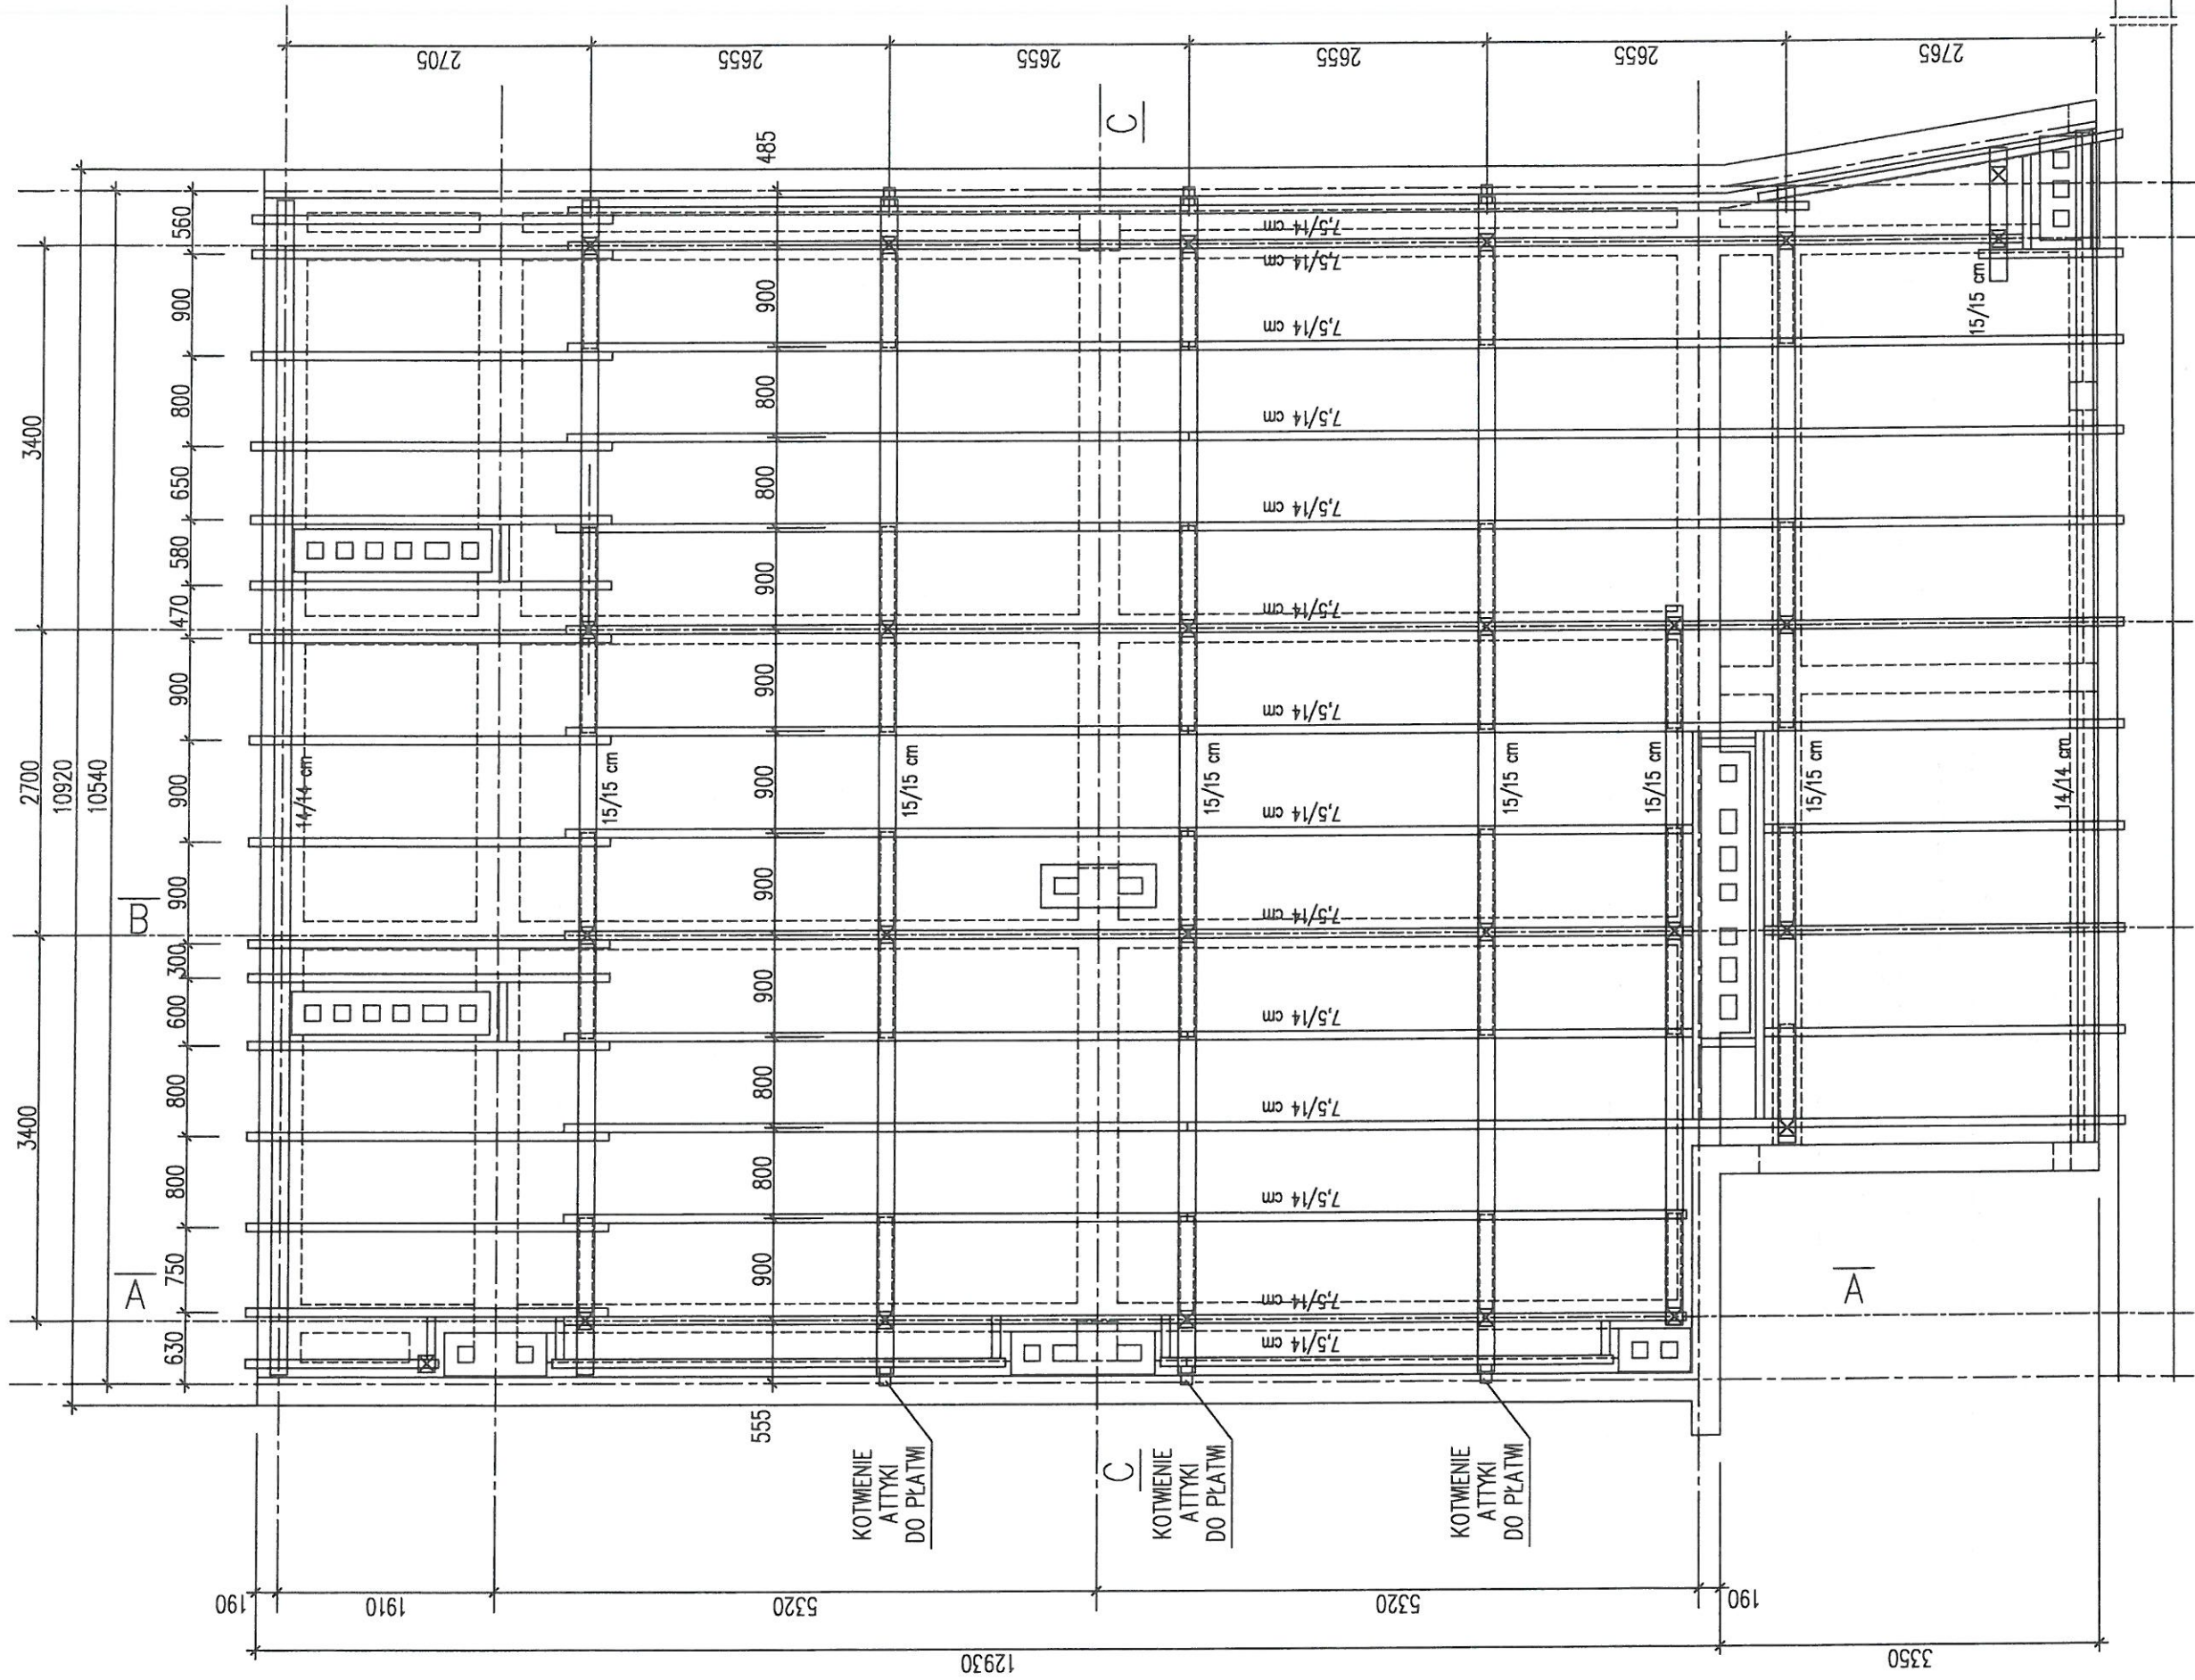 2705
2655
2655
2655
2655
2765
3400
2700
10920
10540
3400
560
900
800
650
580
470
900
900
900
300
600
800
800
750
630
485
900
800
800
900
900
900
900
900
800
800
900
555
C
B
A
A
C
7,5/14 cm
7,5/14 cm
7,5/14 cm
7,5/14 cm
7,5/14 cm
7,5/14 cm
7,5/14 cm
7,5/14 cm
7,5/14 cm
7,5/14 cm
7,5/14 cm
7,5/14 cm
7,5/14 cm
7,5/14 cm
15/15 cm
14/14 cm
15/15 cm
15/15 cm
15/15 cm
15/15 cm
15/15 cm
15/15 cm
14/14 cm
KOTWIENIE
ATTYKI
DO PŁATWI
KOTWIENIE
ATTYKI
DO PŁATWI
KOTWIENIE
ATTYKI
DO PŁATWI
190
1910
5320
5320
190
12930
3350